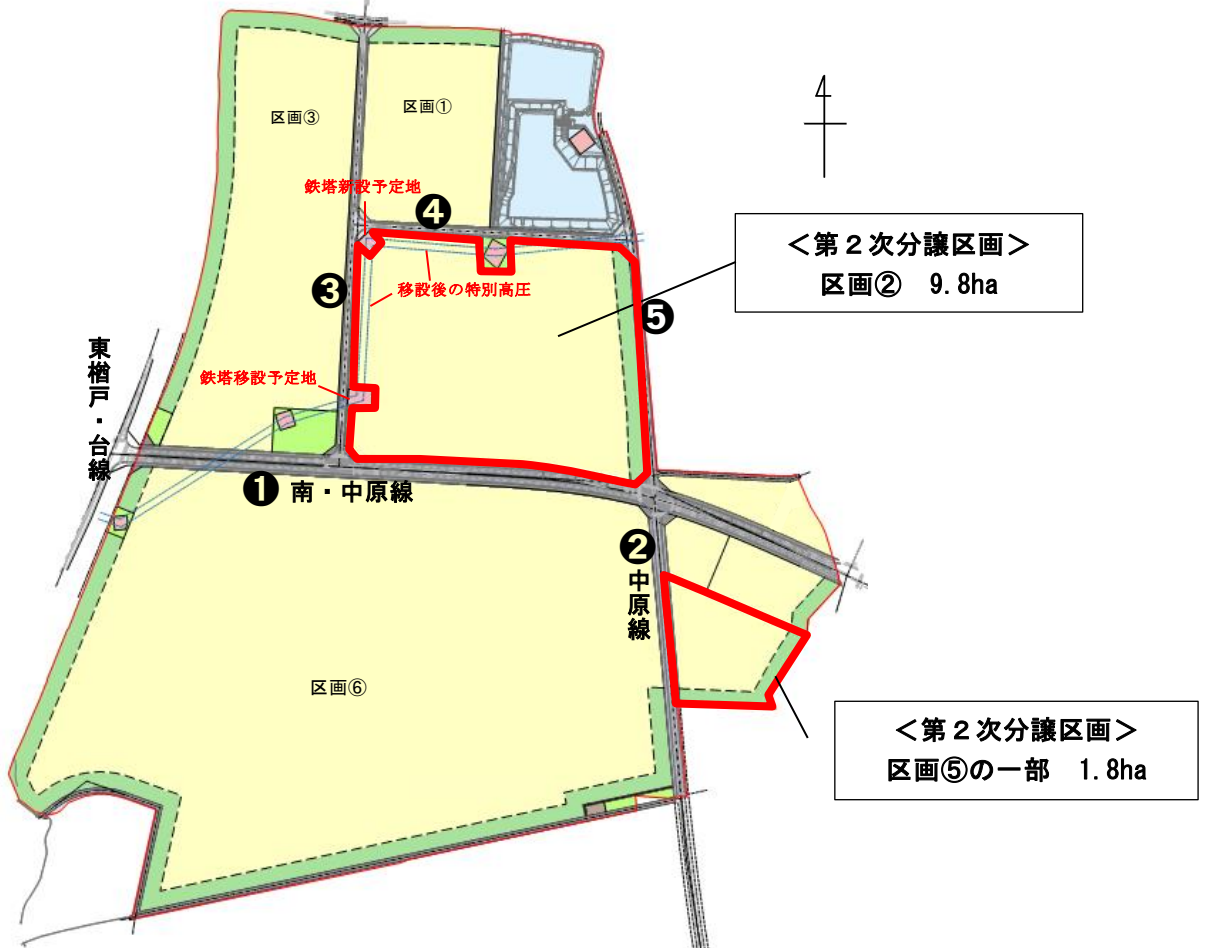 区画③
区画①
鉄塔新設予定地
❹
＜第２次分譲区画＞
区画② 9.8ha
❸
移設後の特別高圧
❺
東楢戸・台線
鉄塔移設予定地
❶ 南・中原線
❷
中原線
区画⑥
＜第２次分譲区画＞
区画⑤の一部 1.8ha